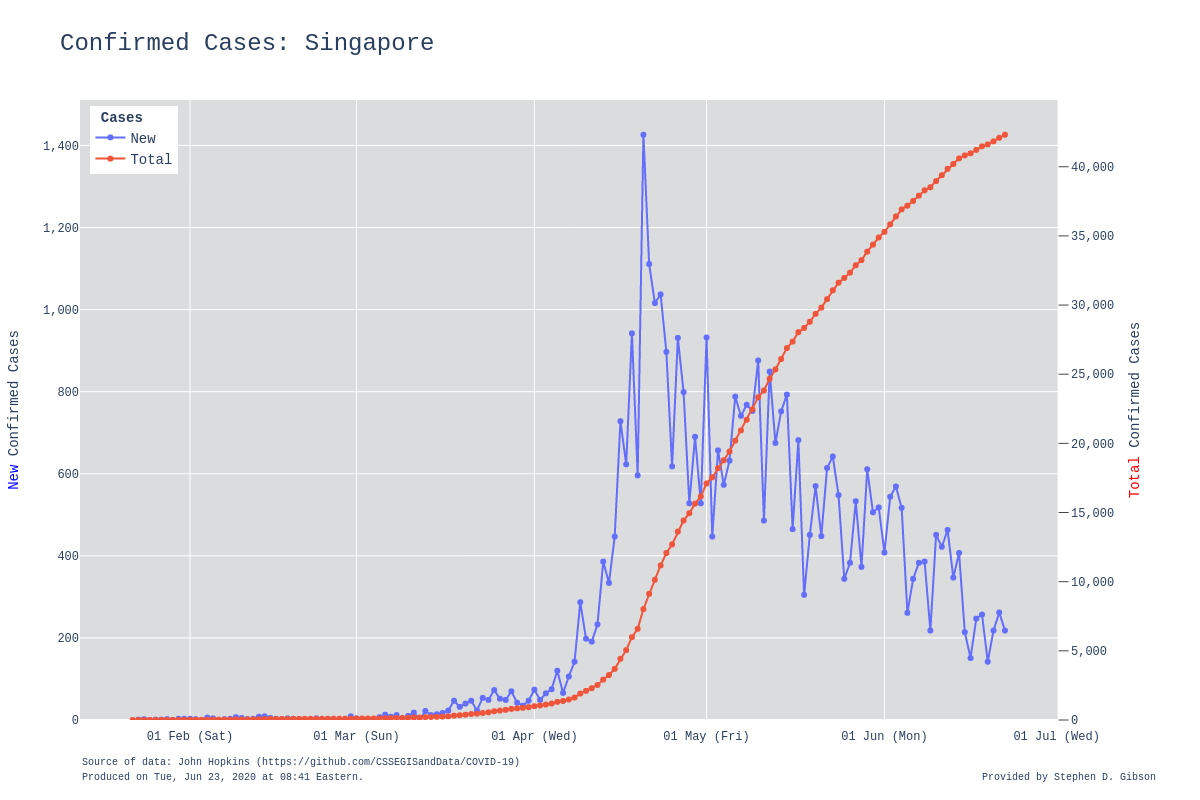 Confirmed Cases: Singapore
Cases
New
Total
1,400
1,200
1,000
800
600
400
200
0
New Confirmed Cases
40,000
35,000
30,000
25,000
20,000
15,000
10,000
5,000
0
Total Confirmed Cases
01 Feb (Sat)
01 Mar (Sun)
01 Apr (Wed)
01 May (Fri)
01 Jun (Mon)
01 Jul (Wed)
Source of data: John Hopkins (https://github.com/CSSEGISandData/COVID-19)
Produced on Tue, Jun 23, 2020 at 08:41 Eastern.
Provided by Stephen D. Gibson